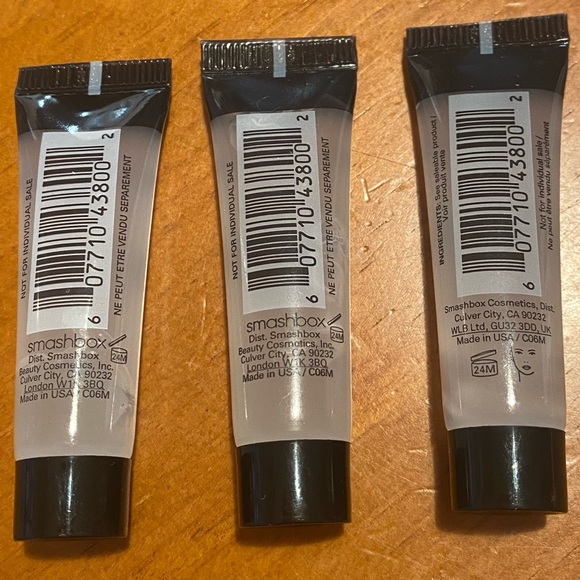 NOT FOR INDIVIDUAL SALE
6 07710 43800 2
NE PEUT ETRE VENDU SEPAREMENT
smashbox
24M
Dist. Smashbox
Beauty Cosmetics, Inc.
Culver City, CA 90232
London W1K 3BQ
Made in USA / C06M
NOT FOR INDIVIDUAL SALE
6 07710 43800 2
NE PEUT ETRE VENDU SEPAREMENT
smashbox
24M
Dist. Smashbox
Beauty Cosmetics, Inc.
Culver City, CA 90232
London W1K 3BQ
Made in USA / C06M
INGREDIENTS: See saleable product /
Voir produit vente
6 07710 43800 2
Not for individual sale /
Ne peut être vendu séparément
Smashbox Cosmetics, Dist.
Culver City, CA 90232
WLB Ltd, GU32 3DD, UK
Made in USA / C06M
24M